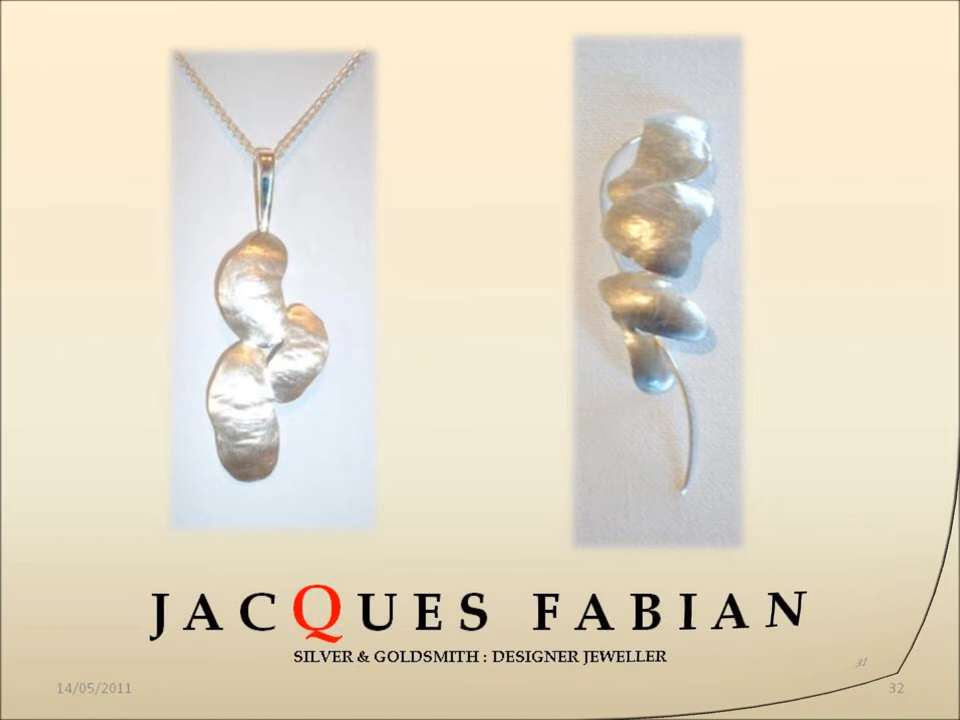 JACQUES FABIAN
SILVER & GOLDSMITH : DESIGNER JEWELLER
31
14/05/2011
32